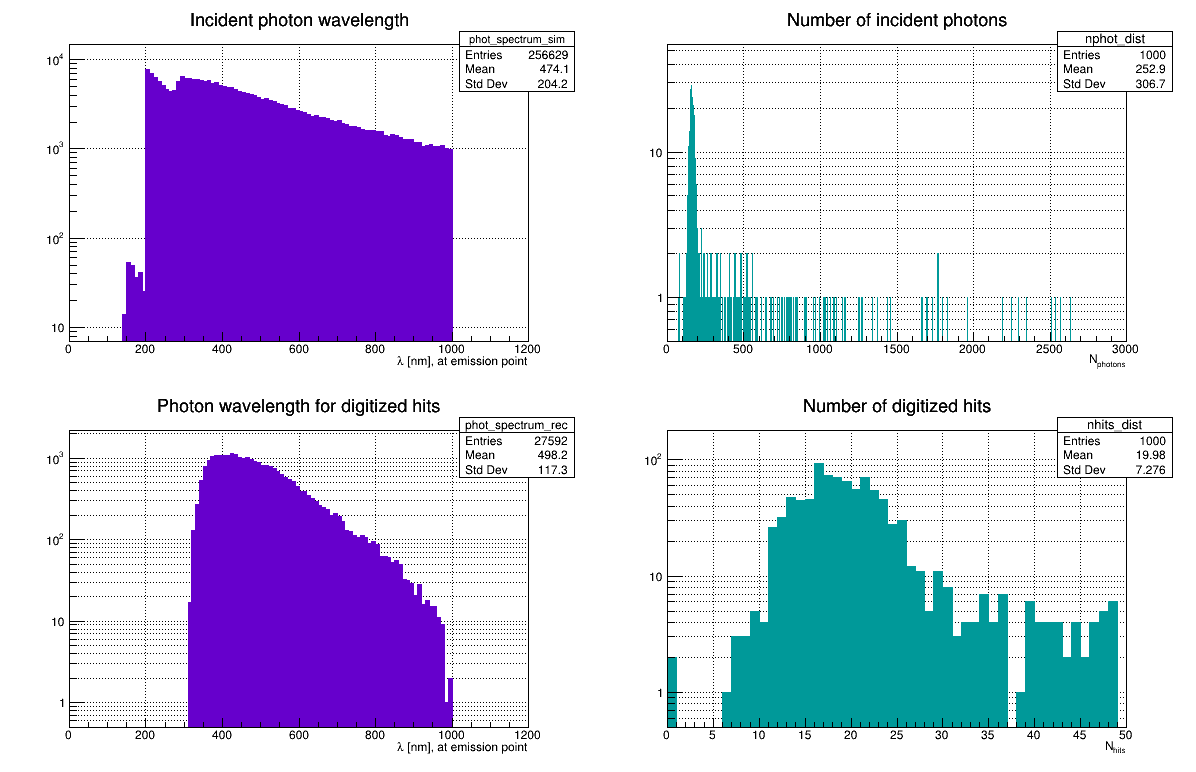 Incident photon wavelength
phot_spectrum_sim
Entries 256629
Mean 474.1
Std Dev 204.2
10^4
10^3
10^2
10
0 200 400 600 800 1000 1200
λ [nm], at emission point
Number of incident photons
nphot_dist
Entries 1000
Mean 252.9
Std Dev 306.7
10
1
0 500 1000 1500 2000 2500 3000
N_photons
Photon wavelength for digitized hits
phot_spectrum_rec
Entries 27592
Mean 498.2
Std Dev 117.3
10^3
10^2
10
1
0 200 400 600 800 1000 1200
λ [nm], at emission point
Number of digitized hits
nhits_dist
Entries 1000
Mean 19.98
Std Dev 7.276
10^2
10
1
0 5 10 15 20 25 30 35 40 45 50
N_hits